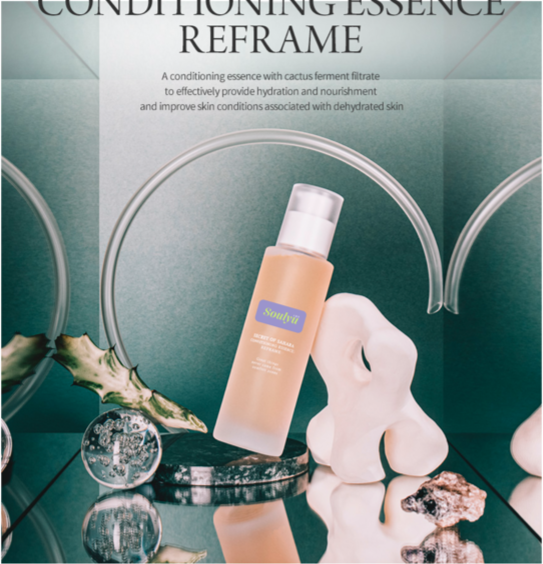 CONDITIONING ESSENCE
REFRAME
A conditioning essence with cactus ferment filtrate
to effectively provide hydration and nourishment
and improve skin conditions associated with dehydrated skin
Soulyü